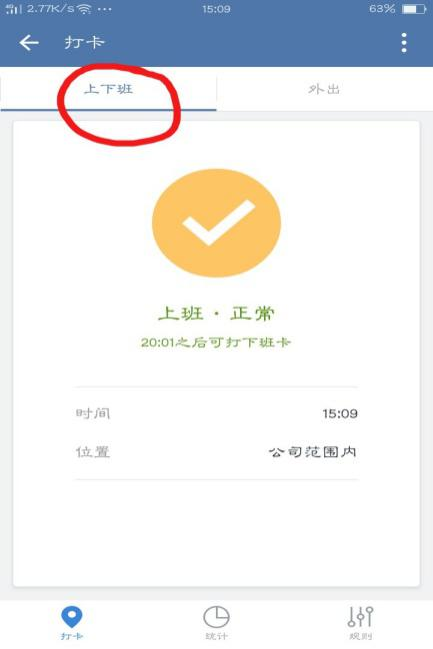 4G 2.77K/s ... 15:09 63%
打卡
上下班 外出
上班·正常
20:01之后可打下班卡
时间 15:09
位置 公司范围内
打卡 统计 规则